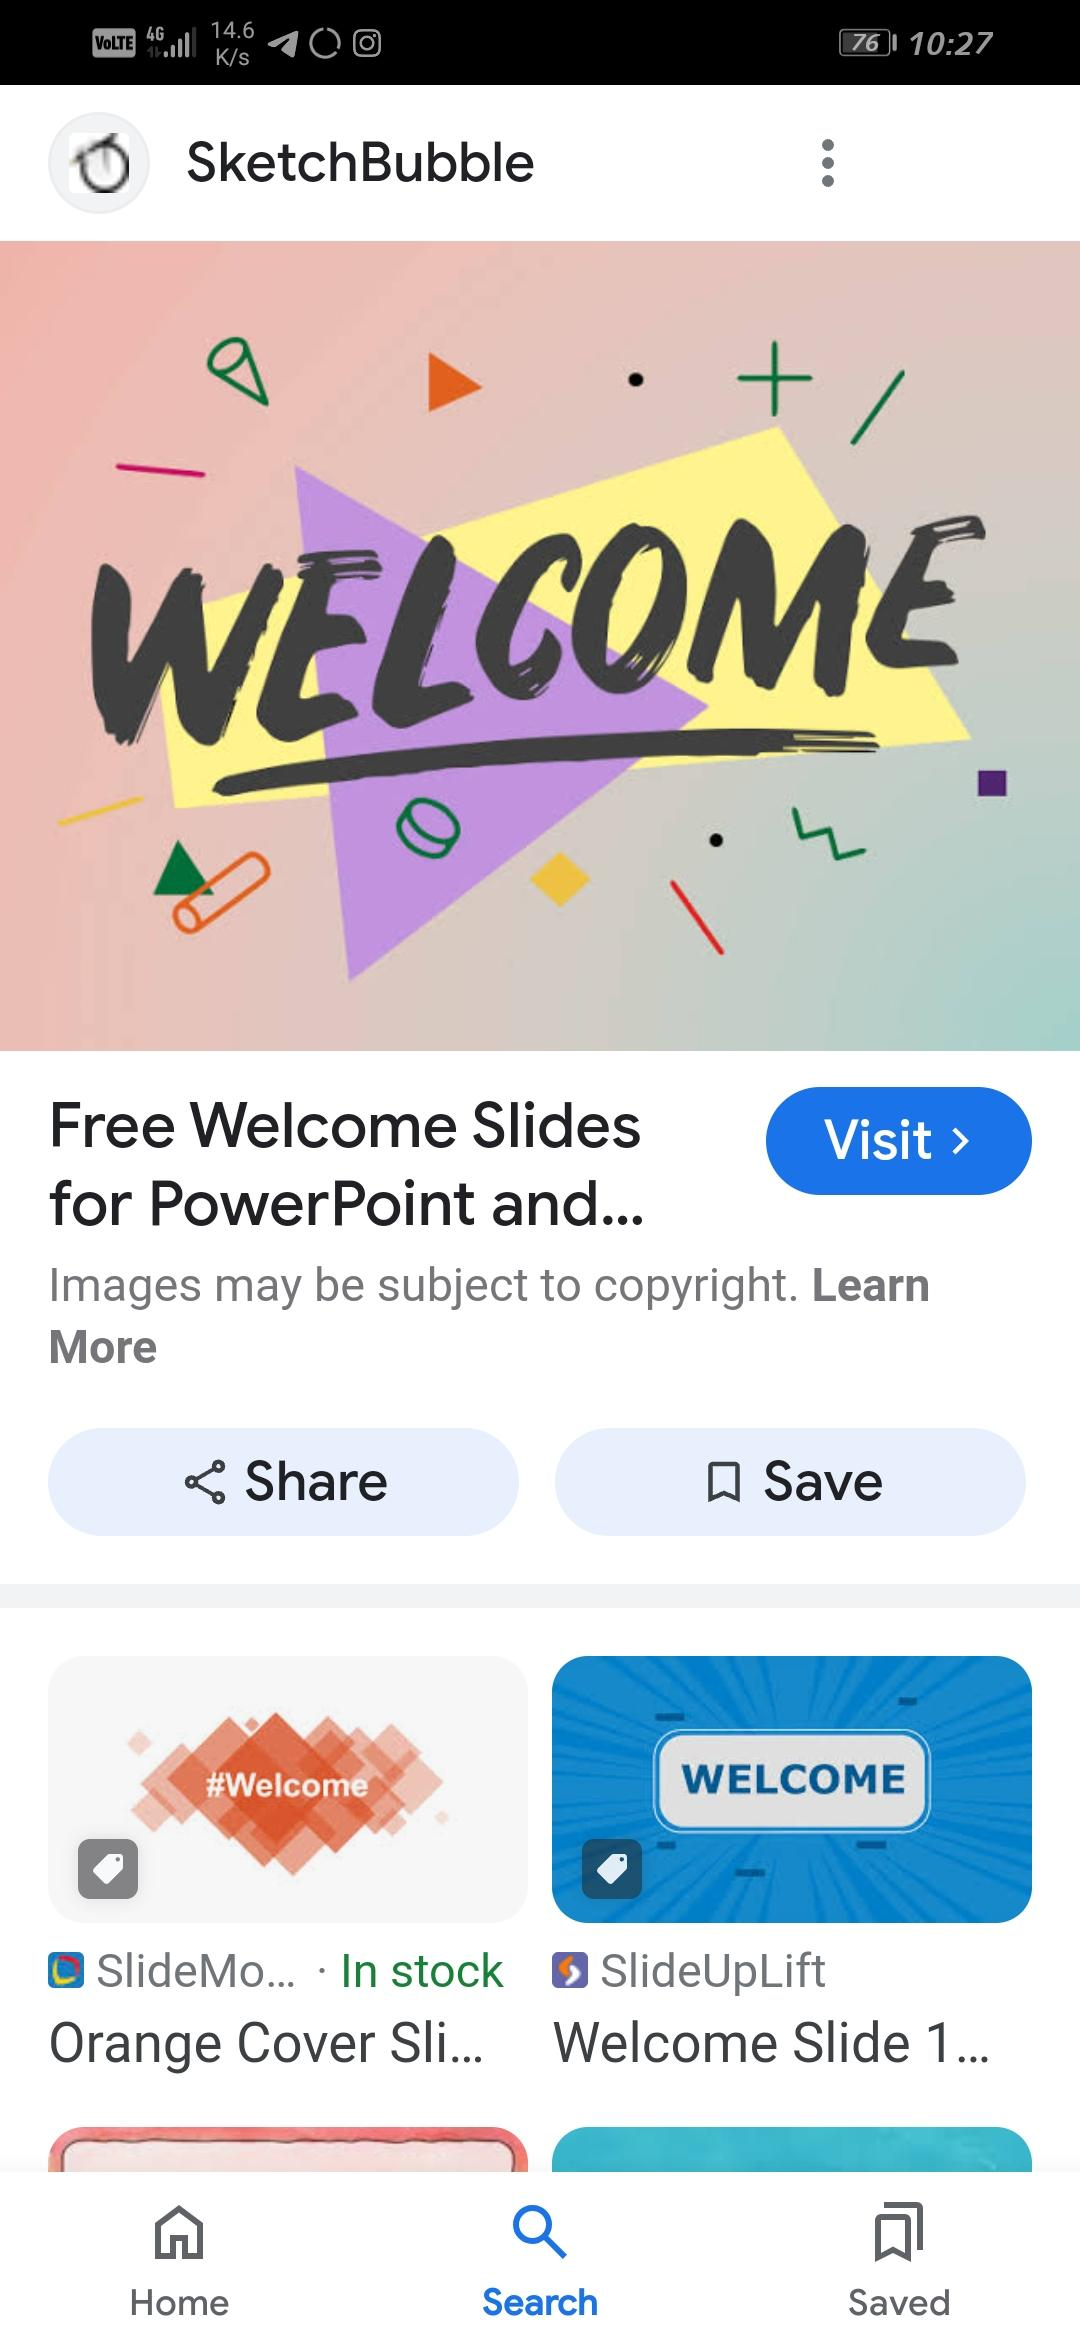 VoLTE 4G 14.6 K/s 76 10:27
SketchBubble
WELCOME
Free Welcome Slides
for PowerPoint and...
Visit
Images may be subject to copyright. Learn
More
Share
Save
#Welcome
WELCOME
SlideMo... · In stock
SlideUpLift
Orange Cover Sli...
Welcome Slide 1...
Home
Search
Saved